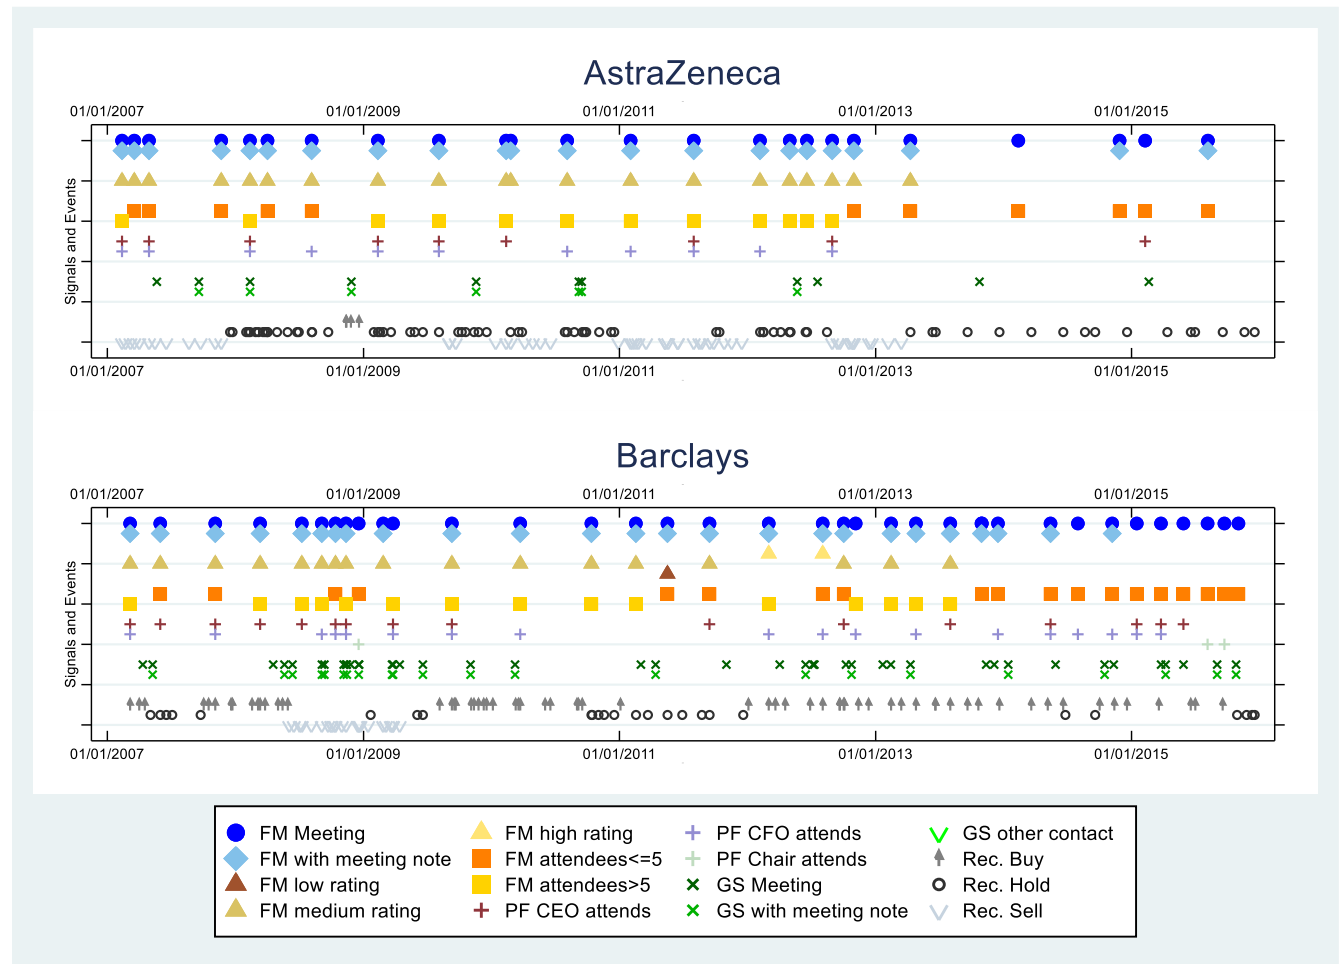 AstraZeneca
01/01/2007 01/01/2009 01/01/2011 01/01/2013 01/01/2015
Signals and Events
01/01/2007 01/01/2009 01/01/2011 01/01/2013 01/01/2015
Barclays
01/01/2007 01/01/2009 01/01/2011 01/01/2013 01/01/2015
Signals and Events
01/01/2007 01/01/2009 01/01/2011 01/01/2013 01/01/2015
FM Meeting FM high rating PF CFO attends GS other contact
FM with meeting note FM attendees<=5 PF Chair attends Rec. Buy
FM low rating FM attendees>5 GS Meeting Rec. Hold
FM medium rating PF CEO attends GS with meeting note Rec. Sell